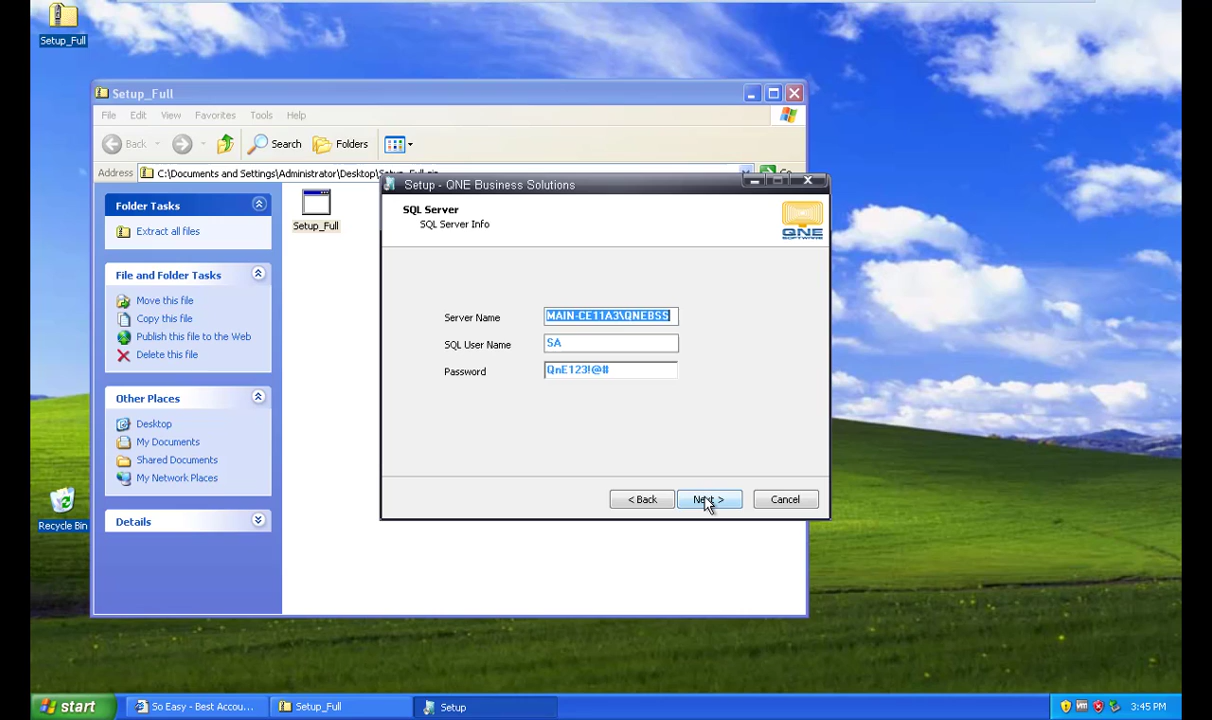 Setup_Full
Setup_Full
File Edit View Favorites Tools Help
Back Search Folders
Address C:\Documents and Settings\Administrator\Desktop\Setup_Full.zip
Folder Tasks
Extract all files
File and Folder Tasks
Move this file
Copy this file
Publish this file to the Web
Delete this file
Other Places
Desktop
My Documents
Shared Documents
My Network Places
Details
Setup_Full
Setup - QNE Business Solutions
SQL Server
SQL Server Info
QNE
SOFTWARE
Server Name MAIN-CE11A3\QNEBSS
SQL User Name SA
Password QnE123!@#
< Back Next > Cancel
Recycle Bin
start So Easy - Best Accou... Setup_Full Setup 3:45 PM